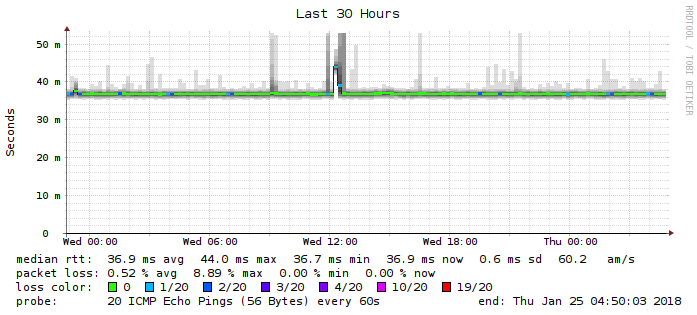 Last 30 Hours
RRDTOOL / TOBI OETIKER
Seconds
50 m
40 m
30 m
20 m
10 m
0
Wed 00:00 Wed 06:00 Wed 12:00 Wed 18:00 Thu 00:00
median rtt: 36.9 ms avg 44.0 ms max 36.7 ms min 36.9 ms now 0.6 ms sd 60.2 am/s
packet loss: 0.52 % avg 8.89 % max 0.00 % min 0.00 % now
loss color: 0 1/20 2/20 3/20 4/20 10/20 19/20
probe: 20 ICMP Echo Pings (56 Bytes) every 60s end: Thu Jan 25 04:50:03 2018